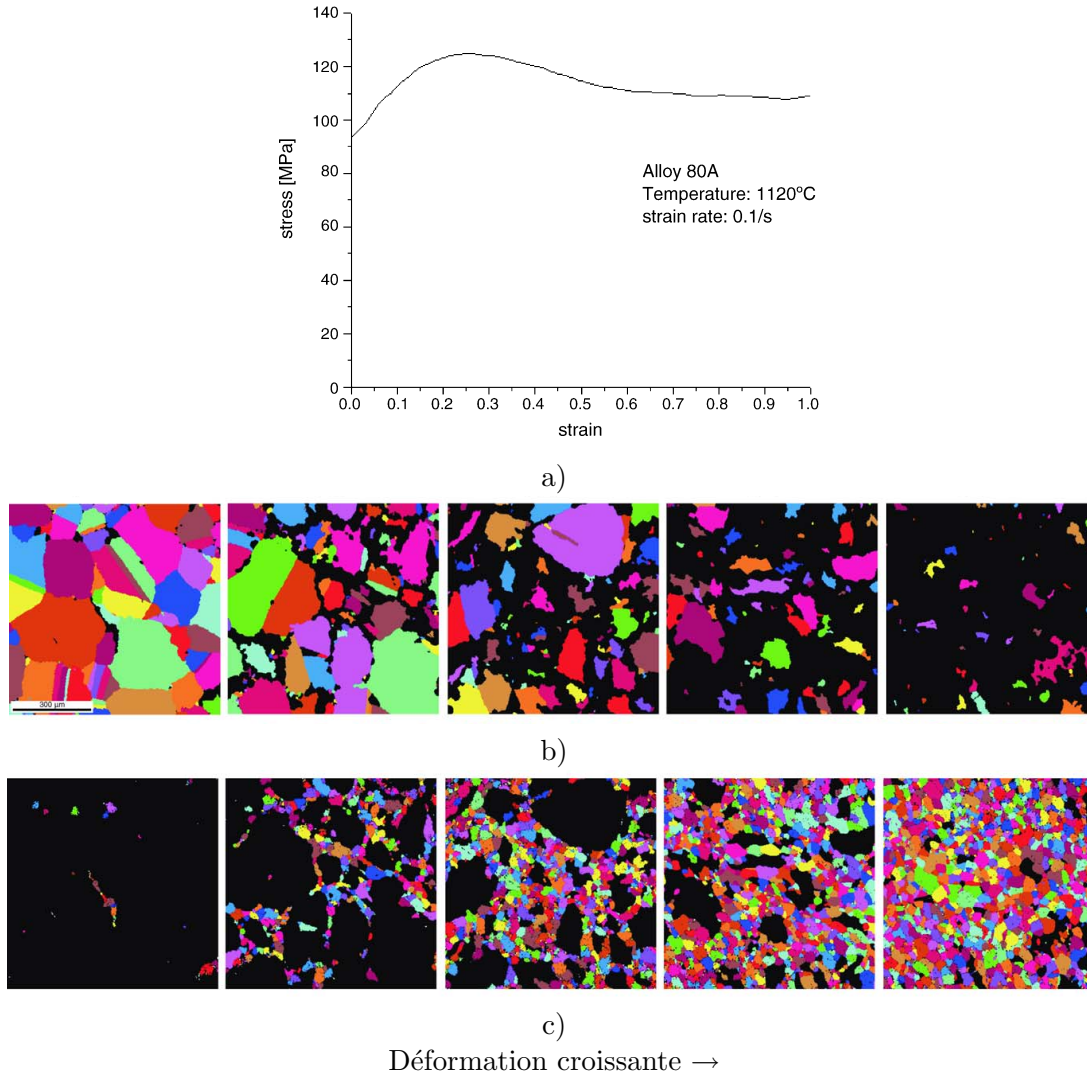 140
120
100
80
60
40
20
0
stress [MPa]
Alloy 80A
Temperature: 1120ºC
strain rate: 0.1/s
0.0 0.1 0.2 0.3 0.4 0.5 0.6 0.7 0.8 0.9 1.0
strain
a)
300 µm
b)
c)
Déformation croissante →